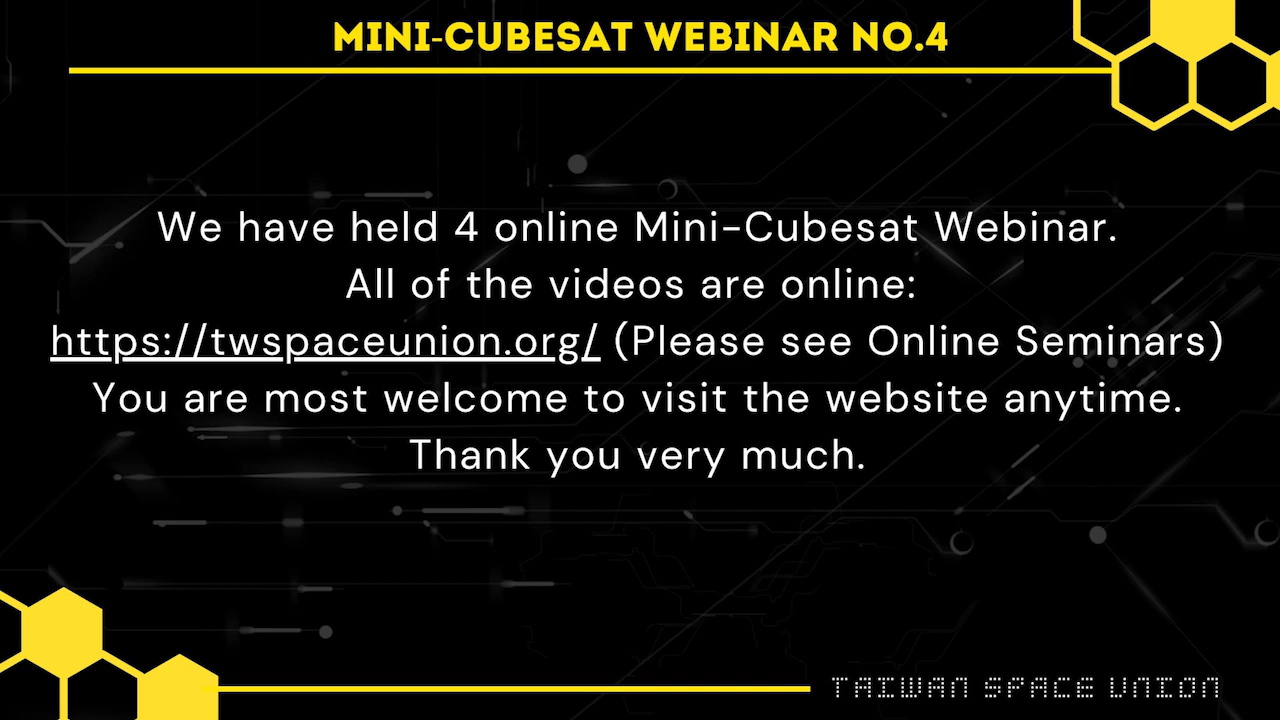 MINI-CUBESAT WEBINAR NO.4
We have held 4 online Mini-Cubesat Webinar.
All of the videos are online:
https://twspaceunion.org/ (Please see Online Seminars)
You are most welcome to visit the website anytime.
Thank you very much.
TAIWAN SPACE UNION